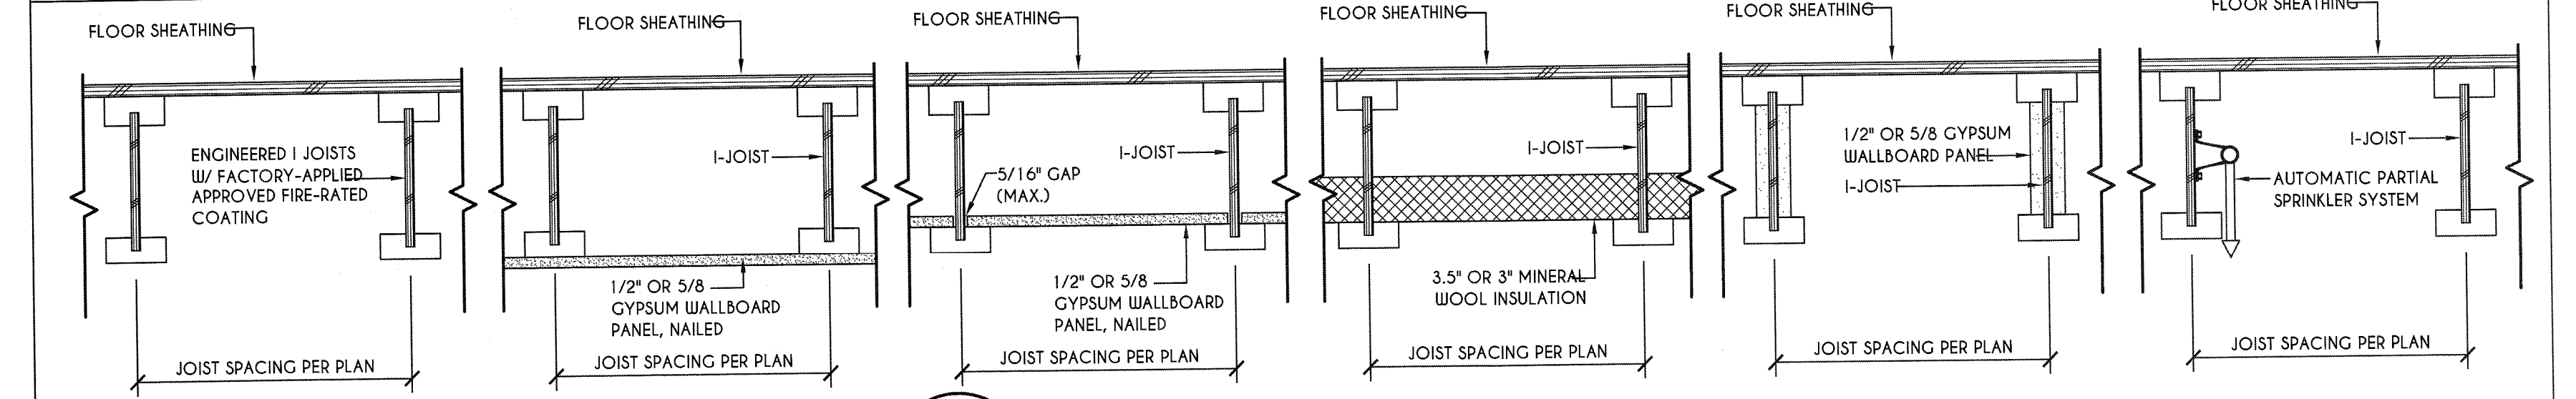 FLOOR SHEATHING
ENGINEERED I JOISTS
W/ FACTORY-APPLIED
APPROVED FIRE-RATED
COATING
JOIST SPACING PER PLAN
FLOOR SHEATHING
I-JOIST
1/2" OR 5/8
GYPSUM WALLBOARD
PANEL, NAILED
JOIST SPACING PER PLAN
FLOOR SHEATHING
I-JOIST
5/16" GAP
(MAX.)
1/2" OR 5/8
GYPSUM WALLBOARD
PANEL, NAILED
JOIST SPACING PER PLAN
FLOOR SHEATHING
I-JOIST
3.5" OR 3" MINERAL
WOOL INSULATION
JOIST SPACING PER PLAN
FLOOR SHEATHING
1/2" OR 5/8 GYPSUM
WALLBOARD PANEL
I-JOIST
JOIST SPACING PER PLAN
FLOOR SHEATHING
I-JOIST
AUTOMATIC PARTIAL
SPRINKLER SYSTEM
JOIST SPACING PER PLAN